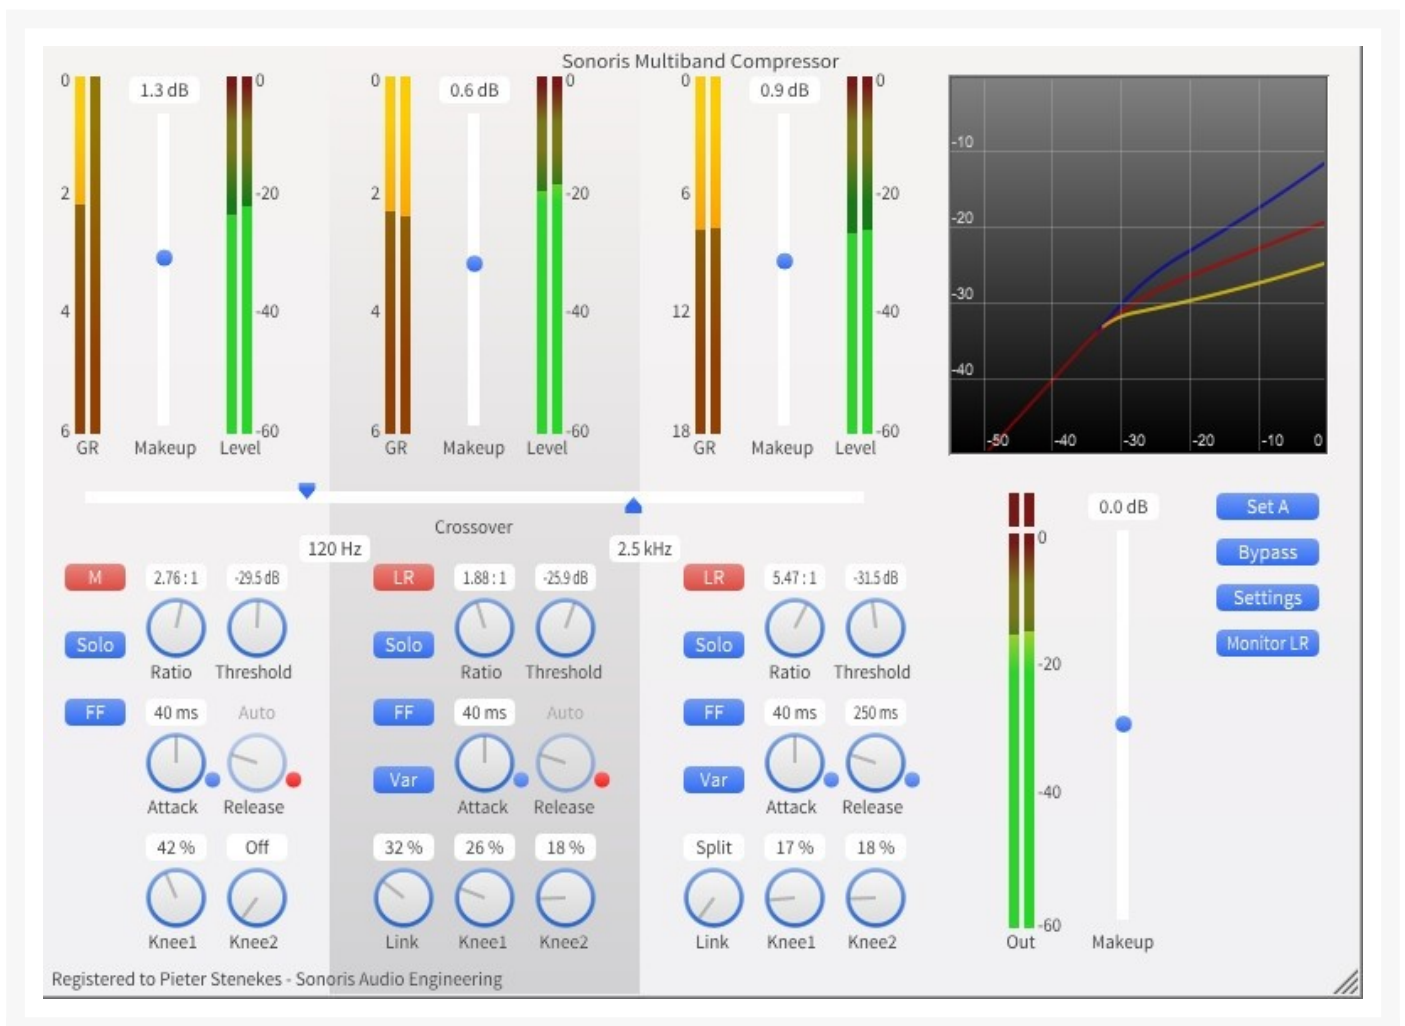 Sonoris Multiband Compressor
0 1.3 dB 0 0 0.6 dB 0 0 0.9 dB 0
-10
2 -20 2 -20 6 -20
-20
-30
4 -40 4 -40 12 -40
-40
6 -60 6 -60 18 -60
-50 -40 -30 -20 -10 0
GR Makeup Level GR Makeup Level GR Makeup Level
0.0 dB Set A
Crossover
0
120 Hz 2.5 kHz Bypass
M 2.76 : 1 -29.5 dB LR 1.88 : 1 -25.9 dB LR 5.47 : 1 -31.5 dB
Settings
Solo Solo Solo Monitor LR
Ratio Threshold Ratio Threshold Ratio Threshold
-20
FF 40 ms Auto FF 40 ms Auto FF 40 ms 250 ms
Var Var
-40
Attack Release Attack Release Attack Release
42 % Off 32 % 26 % 18 % Split 17 % 18 %
-60
Knee1 Knee2 Link Knee1 Knee2 Link Knee1 Knee2 Out Makeup
Registered to Pieter Stenekes - Sonoris Audio Engineering